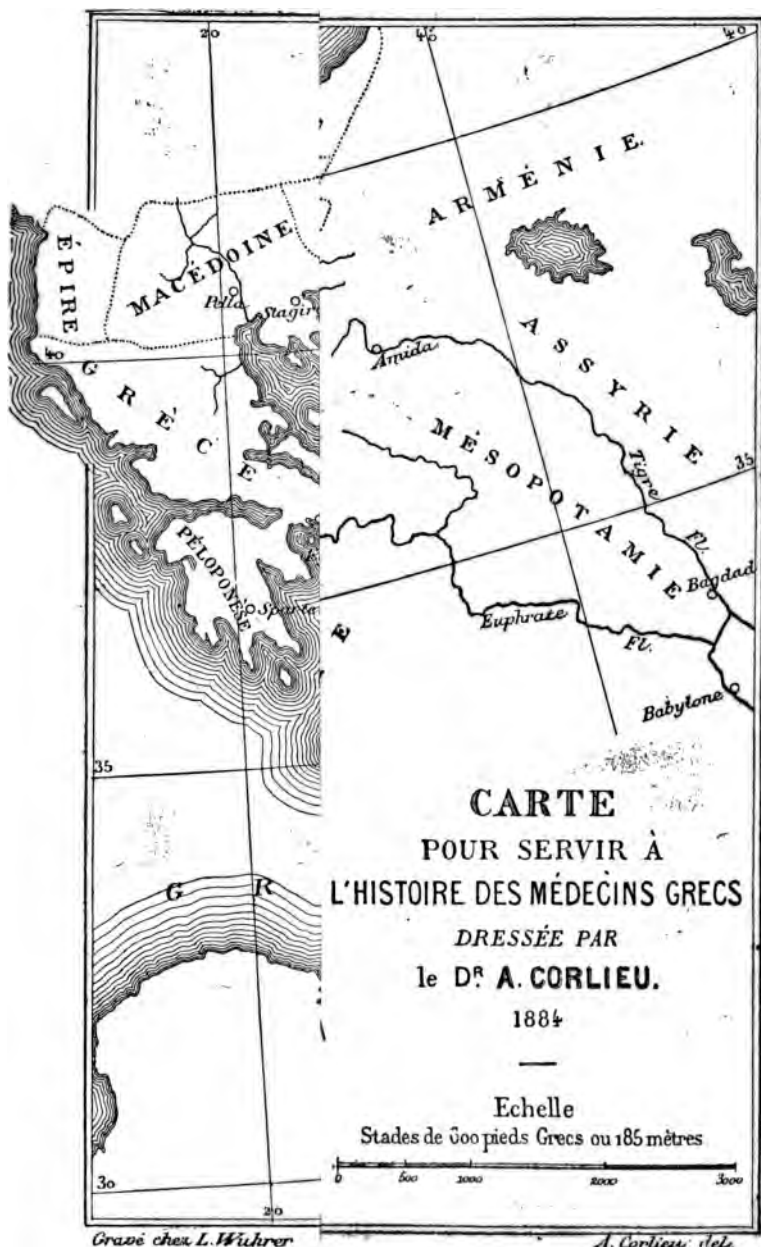 20
40
40
ARMÉNIE.
ÉPIRE
MACÉDOINE
Pella
Stagir
40
GRÈCE
Amida
ASSYRIE
MÉSOPOTAMIE
Tigre
Fl.
35
Bagdad
PÉLOPONÈSE
Sparta
E
Euphrate
Fl.
Babylone
35
CARTE
POUR SERVIR À
L'HISTOIRE DES MÉDECINS GRECS
DRESSÉE PAR
le DR A. CORLIEU.
1884
G R
Echelle
Stades de 600 pieds Grecs ou 185 mètres
0 500 1000 2000 3000
30
20
Gravé chez L. Wuhrer
A. Corlieu del.